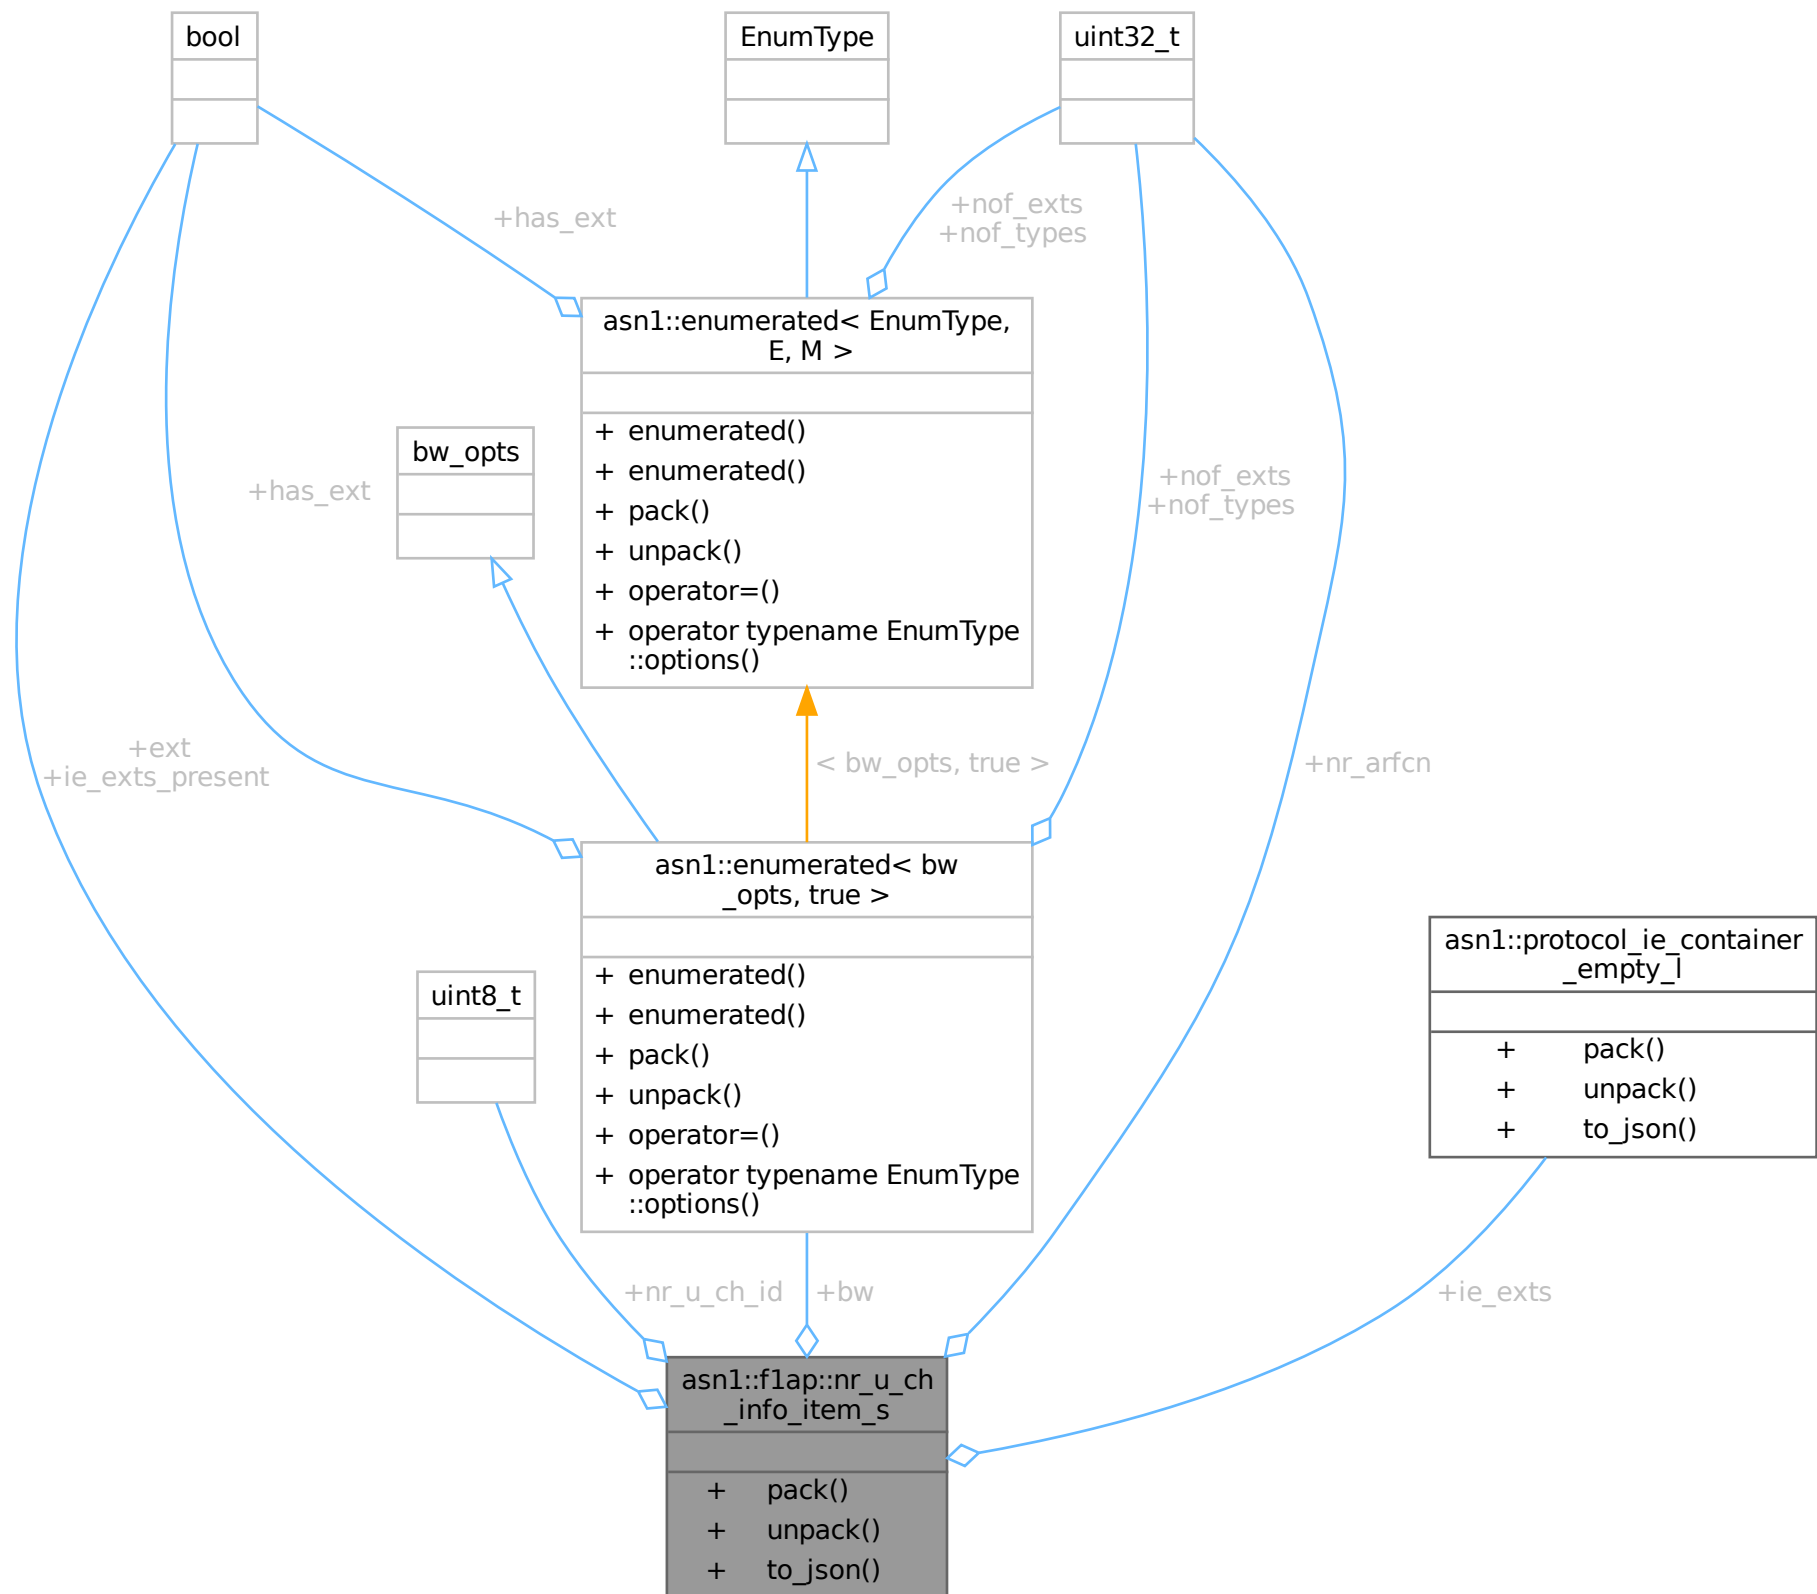 bool
EnumType
uint32_t
+has_ext
+nof_exts
+nof_types
asn1::enumerated< EnumType,
E, M >
+ enumerated()
+ enumerated()
+ pack()
+ unpack()
+ operator=()
+ operator typename EnumType
::options()
bw_opts
+has_ext
+nof_exts
+nof_types
+ext
+ie_exts_present
< bw_opts, true >
+nr_arfcn
asn1::enumerated< bw
_opts, true >
+ enumerated()
+ enumerated()
+ pack()
+ unpack()
+ operator=()
+ operator typename EnumType
::options()
uint8_t
asn1::protocol_ie_container
_empty_l
+ pack()
+ unpack()
+ to_json()
+nr_u_ch_id
+bw
+ie_exts
asn1::f1ap::nr_u_ch
_info_item_s
+ pack()
+ unpack()
+ to_json()